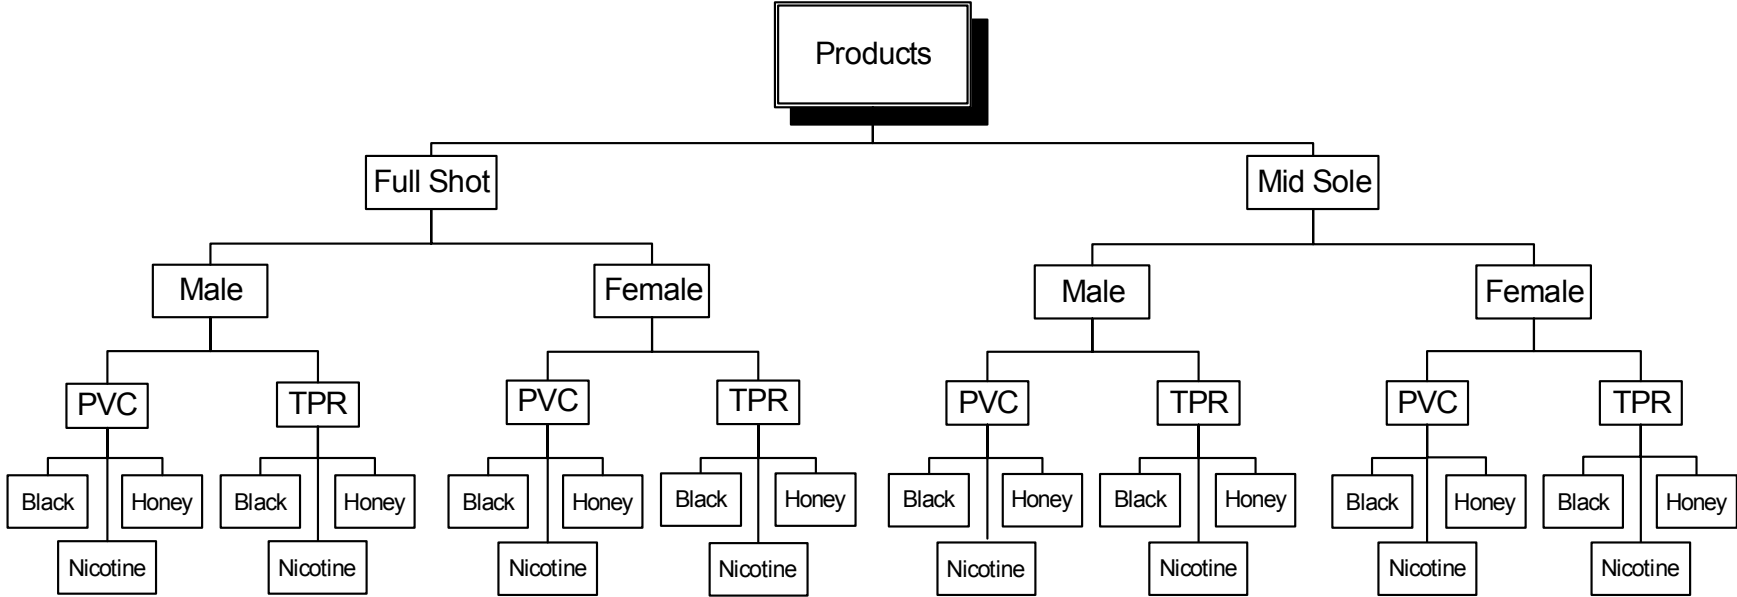 Products
Full Shot
Mid Sole
Male
Female
Male
Female
PVC
TPR
PVC
TPR
PVC
TPR
PVC
TPR
Black
Honey
Black
Honey
Black
Honey
Black
Honey
Black
Honey
Black
Honey
Black
Honey
Black
Honey
Nicotine
Nicotine
Nicotine
Nicotine
Nicotine
Nicotine
Nicotine
Nicotine